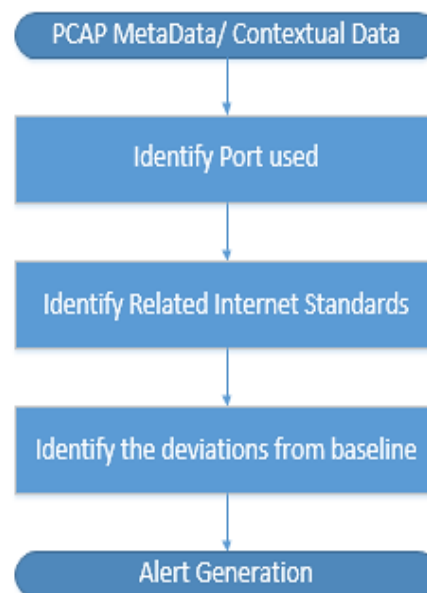 PCAP MetaData/ Contextual Data
Identify Port used
Identify Related Internet Standards
Identify the deviations from baseline
Alert Generation